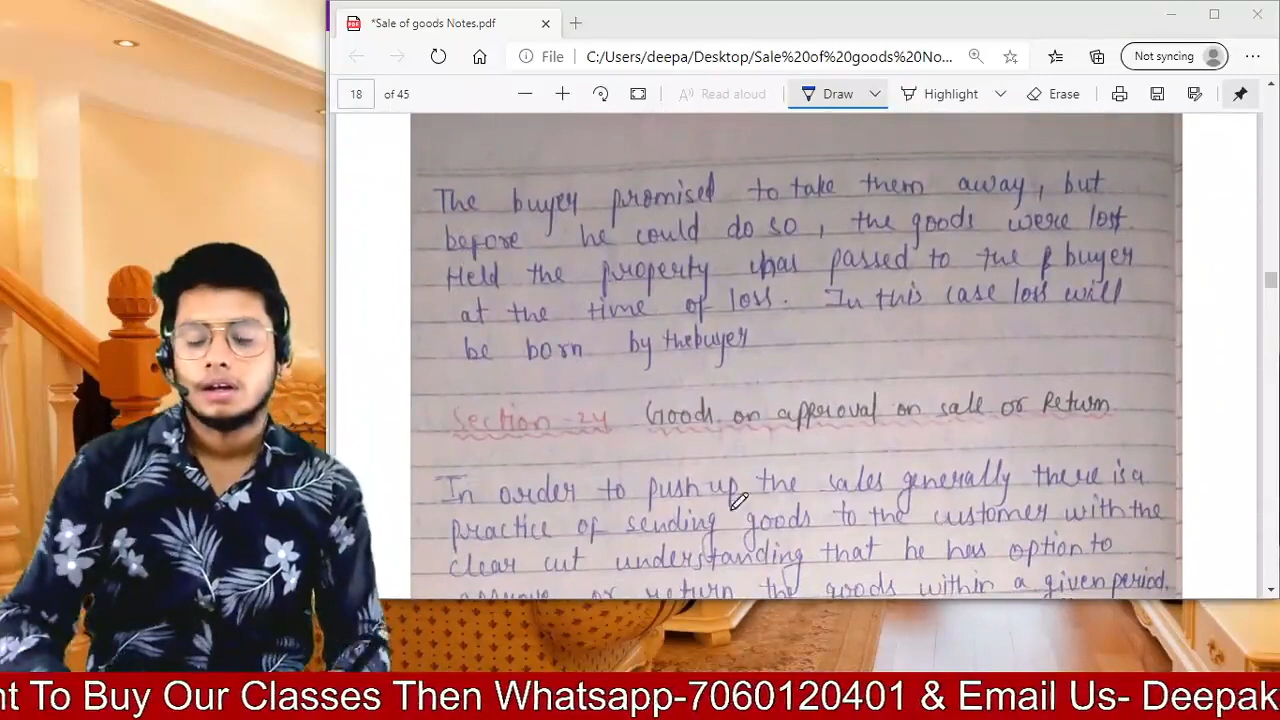 *Sale of goods Notes.pdf
File
C:/Users/deepa/Desktop/Sale%20of%20goods%20No...
Not syncing
18 of 45
Read aloud
Draw
Highlight
Erase
The buyer promised to take them away, but
before he could do so, the goods were lost.
Held the property has passed to the buyer
at the time of loss. In this case loss will
be born by the buyer
Section-24 Goods on approval on sale or Return
In order to push up the sales generally there is a
practice of sending goods to the customer with the
clear cut understanding that he has option to
or return the goods within a given period.
nt To Buy Our Classes Then Whatsapp-7060120401 & Email Us- Deepak